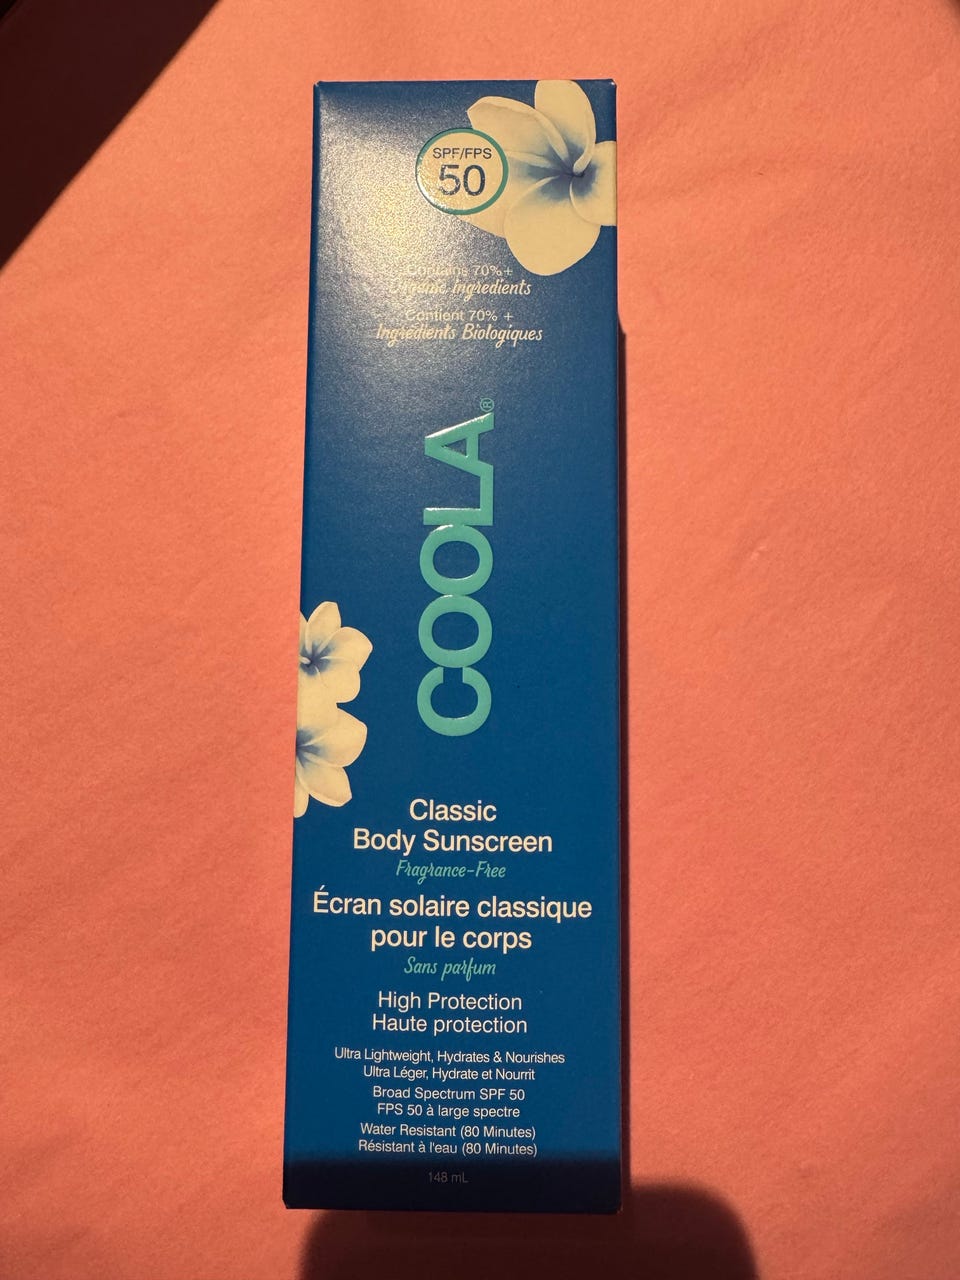 SPF/FPS
50
Contains 70%+
Organic ingredients
Contient 70% +
Ingrédients Biologiques
COOLA®
Classic
Body Sunscreen
Fragrance-Free
Écran solaire classique
pour le corps
Sans parfum
High Protection
Haute protection
Ultra Lightweight, Hydrates & Nourishes
Ultra Léger, Hydrate et Nourrit
Broad Spectrum SPF 50
FPS 50 à large spectre
Water Resistant (80 Minutes)
Résistant à l'eau (80 Minutes)
148 mL